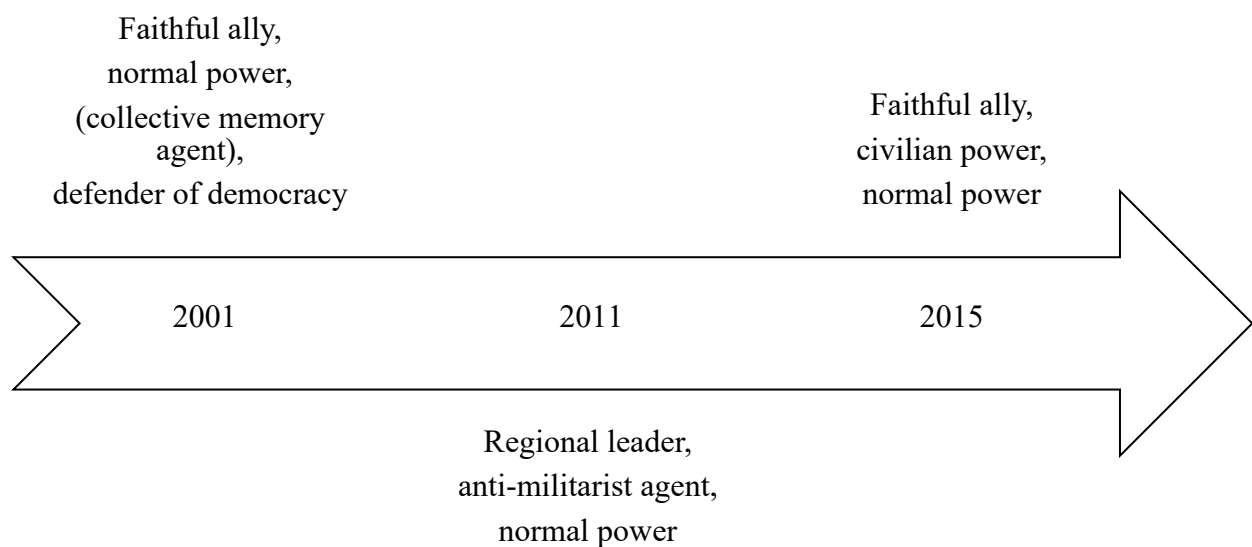 Faithful ally,
normal power,
(collective memory
agent),
defender of democracy
Faithful ally,
civilian power,
normal power
2001
2011
2015
Regional leader,
anti-militarist agent,
normal power